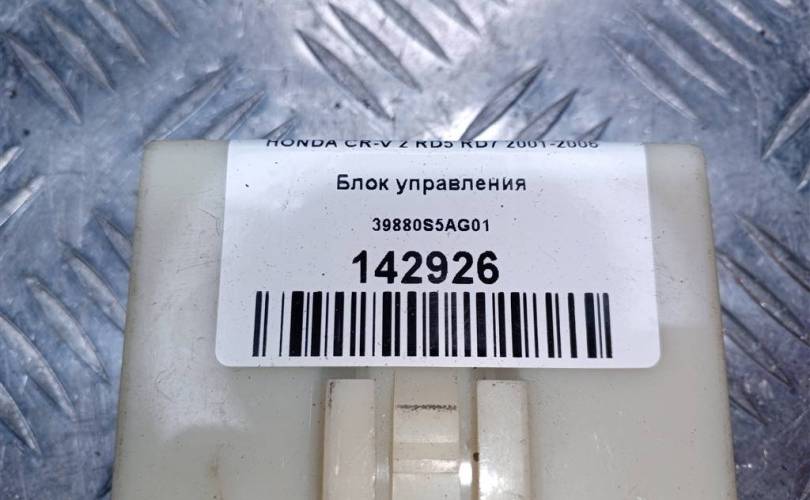 HONDA CR-V 2 RD5 RD7 2001-2006
Блок управления
39880S5AG01
142926